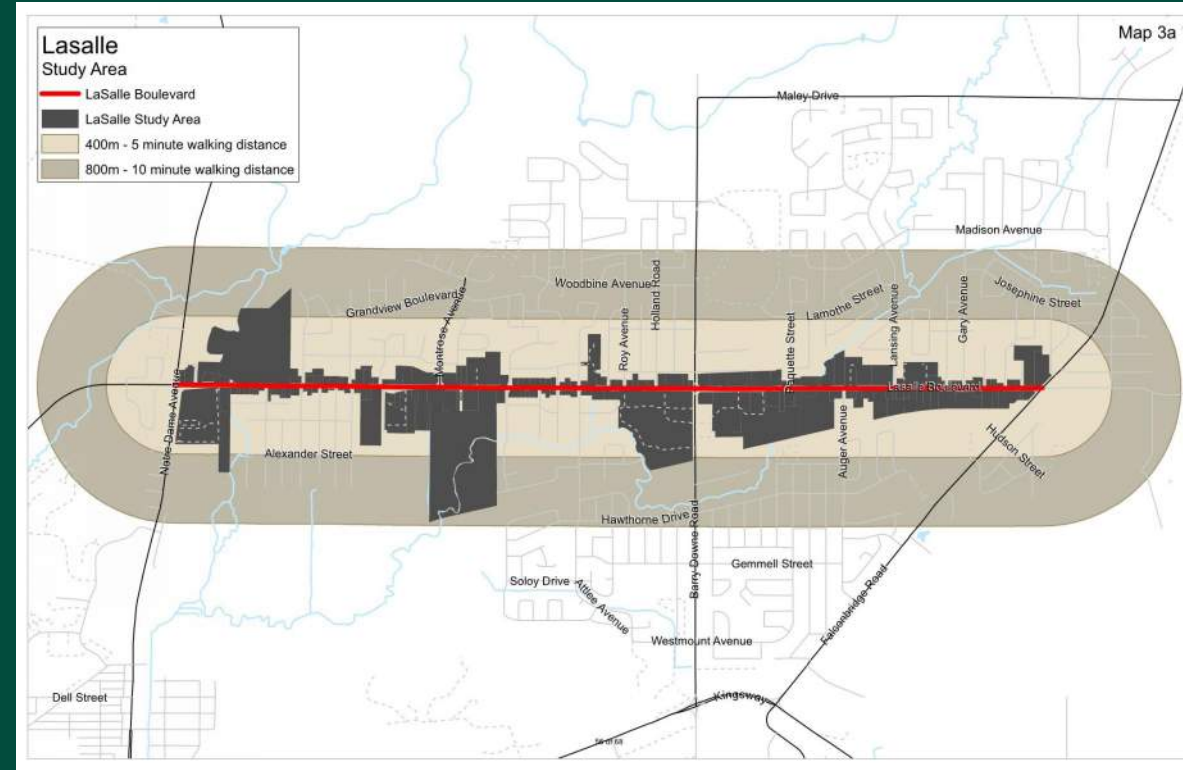 Lasalle
Study Area
LaSalle Boulevard
LaSalle Study Area
400m - 5 minute walking distance
800m - 10 minute walking distance
Map 3a
Maley Drive
Madison Avenue
Woodbine Avenue
Holland Road
Josephine Street
Grandview Boulevard
Montrose Avenue
Lamothe Street
Lansing Avenue
Gary Avenue
Roy Avenue
Paquette Street
Lasalle Boulevard
Notre Dame Avenue
Alexander Street
Auger Avenue
Hudson Street
Hawthorne Drive
Barry Downe Road
Gemmell Street
Soloy Drive
Attlee Avenue
Falconbridge Road
Westmount Avenue
Dell Street
Kingsway
56 of 68